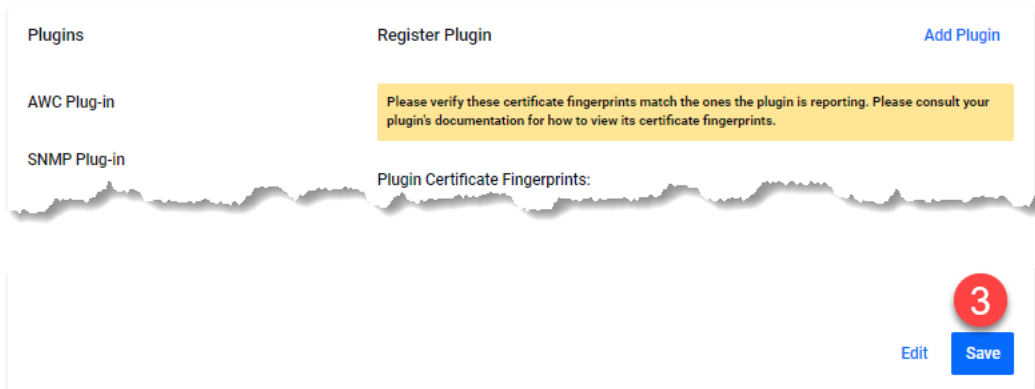 Plugins
Register Plugin
Add Plugin
AWC Plug-in
Please verify these certificate fingerprints match the ones the plugin is reporting. Please consult your
plugin's documentation for how to view its certificate fingerprints.
SNMP Plug-in
Plugin Certificate Fingerprints:
3
Edit
Save